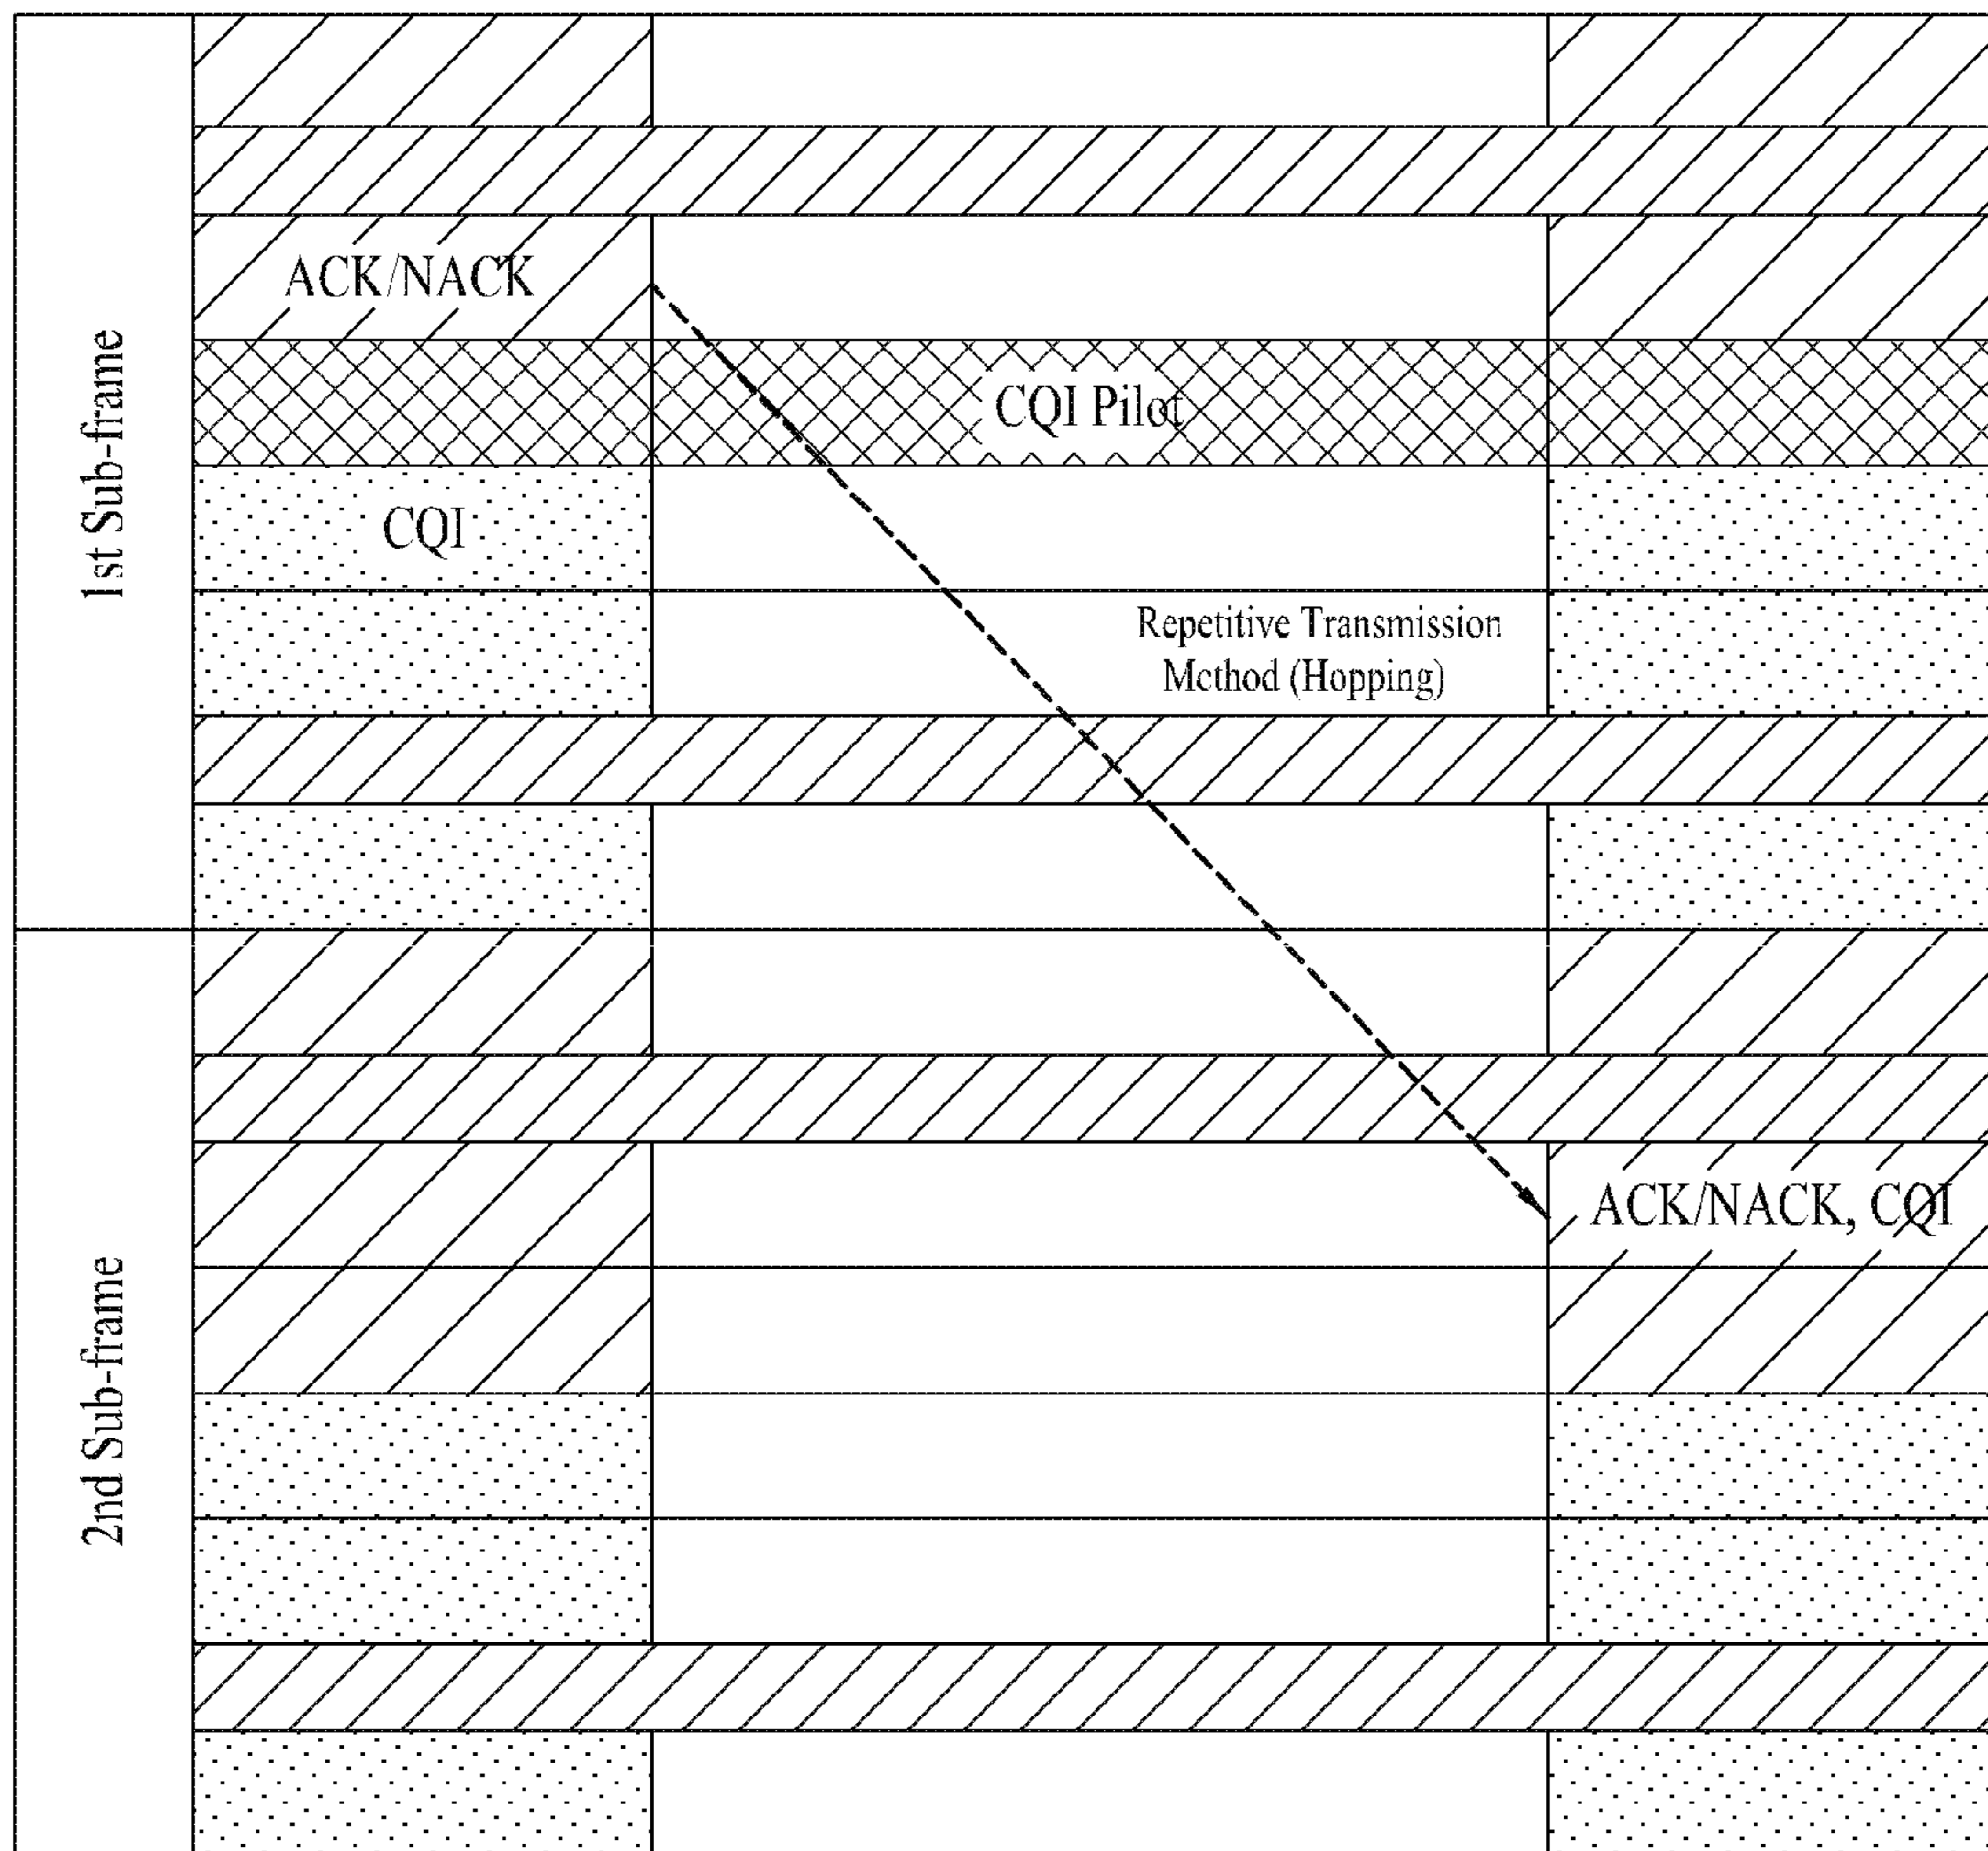 1st Sub-frame
ACK/NACK
CQI Pilot
CQI
Repetitive Transmission
Method (Hopping)
2nd Sub-frame
ACK/NACK, CQI